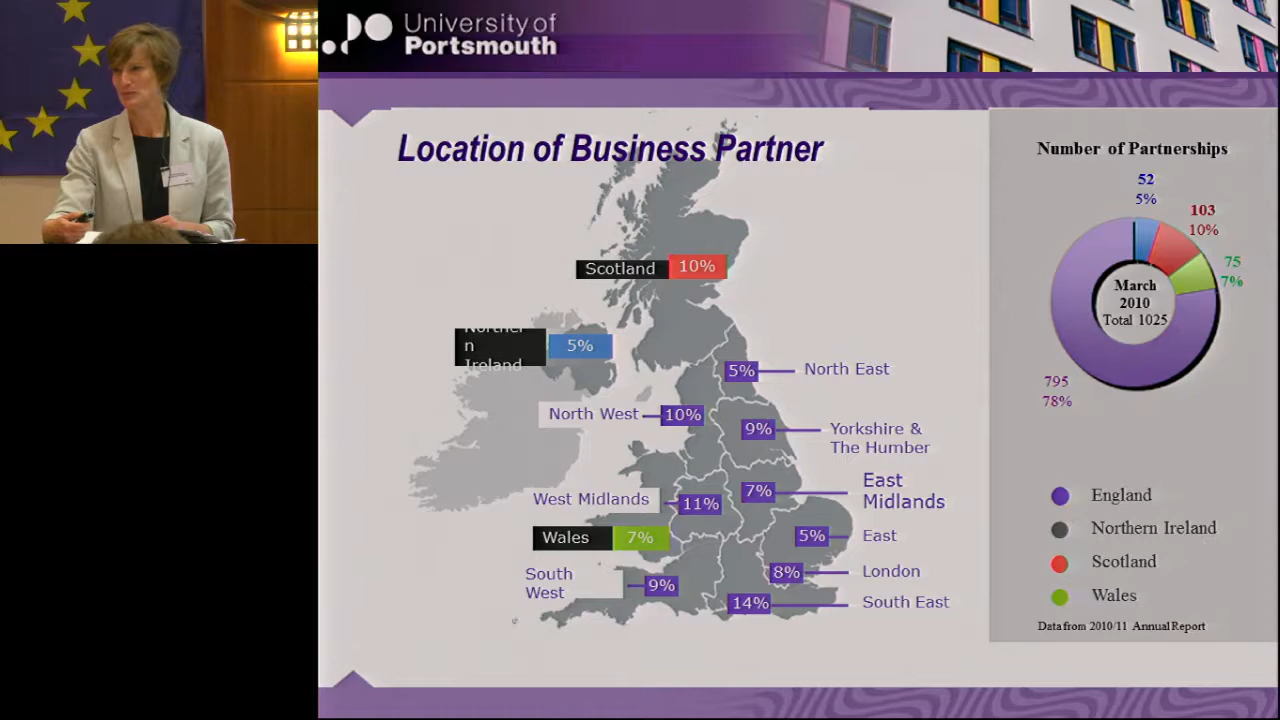 University of
Portsmouth
Location of Business Partner
Number of Partnerships
52
5%
103
10%
75
7%
March
2010
Total 1025
795
78%
Scotland
10%
Norther
n
Ireland
5%
5%
North East
North West
10%
9%
Yorkshire &
The Humber
West Midlands
11%
7%
East
Midlands
Wales
7%
5%
East
8%
London
South
West
9%
14%
South East
England
Northern Ireland
Scotland
Wales
Data from 2010/11 Annual Report